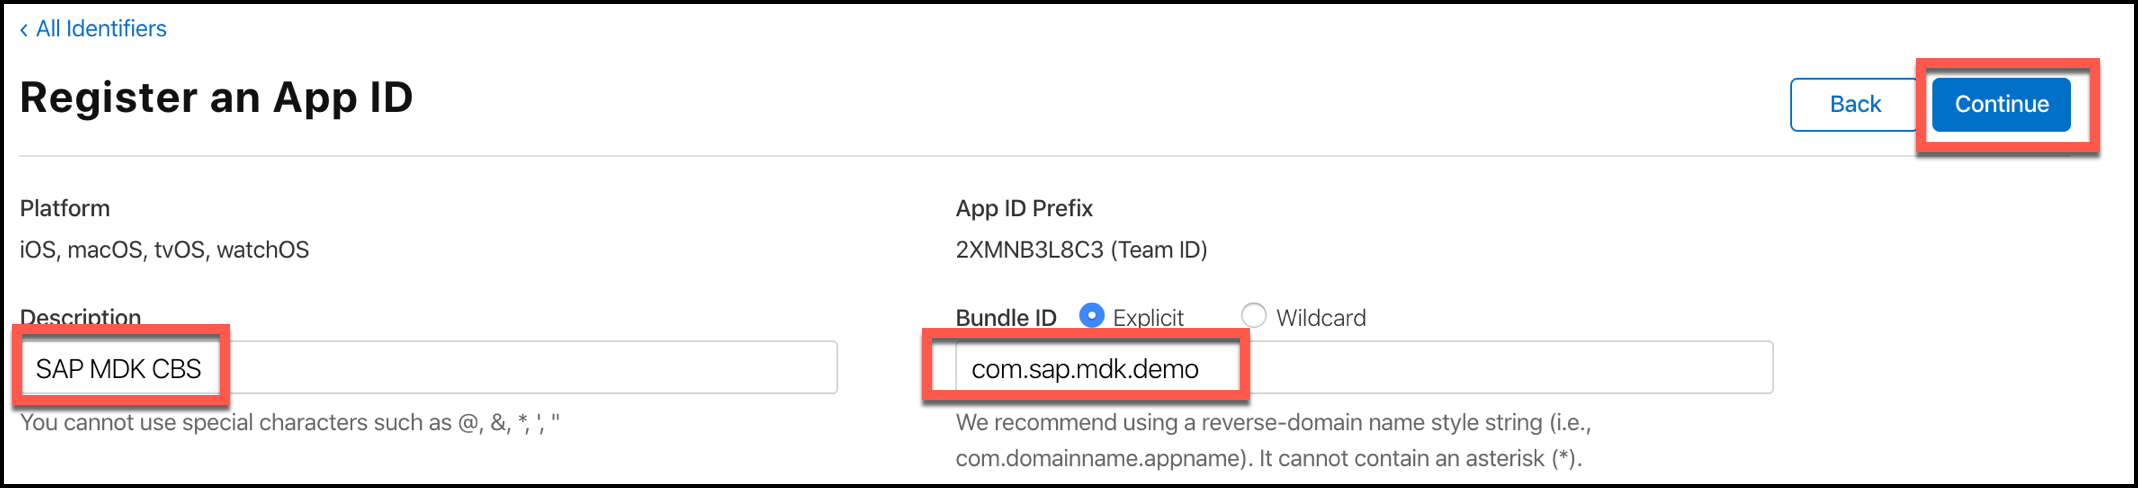 ‹ All Identifiers
Register an App ID
Back
Continue
Platform
iOS, macOS, tvOS, watchOS
App ID Prefix
2XMNB3L8C3 (Team ID)
Description
SAP MDK CBS
You cannot use special characters such as @, &, *, ', "
Bundle ID Explicit Wildcard
com.sap.mdk.demo
We recommend using a reverse-domain name style string (i.e.,
com.domainname.appname). It cannot contain an asterisk (*).